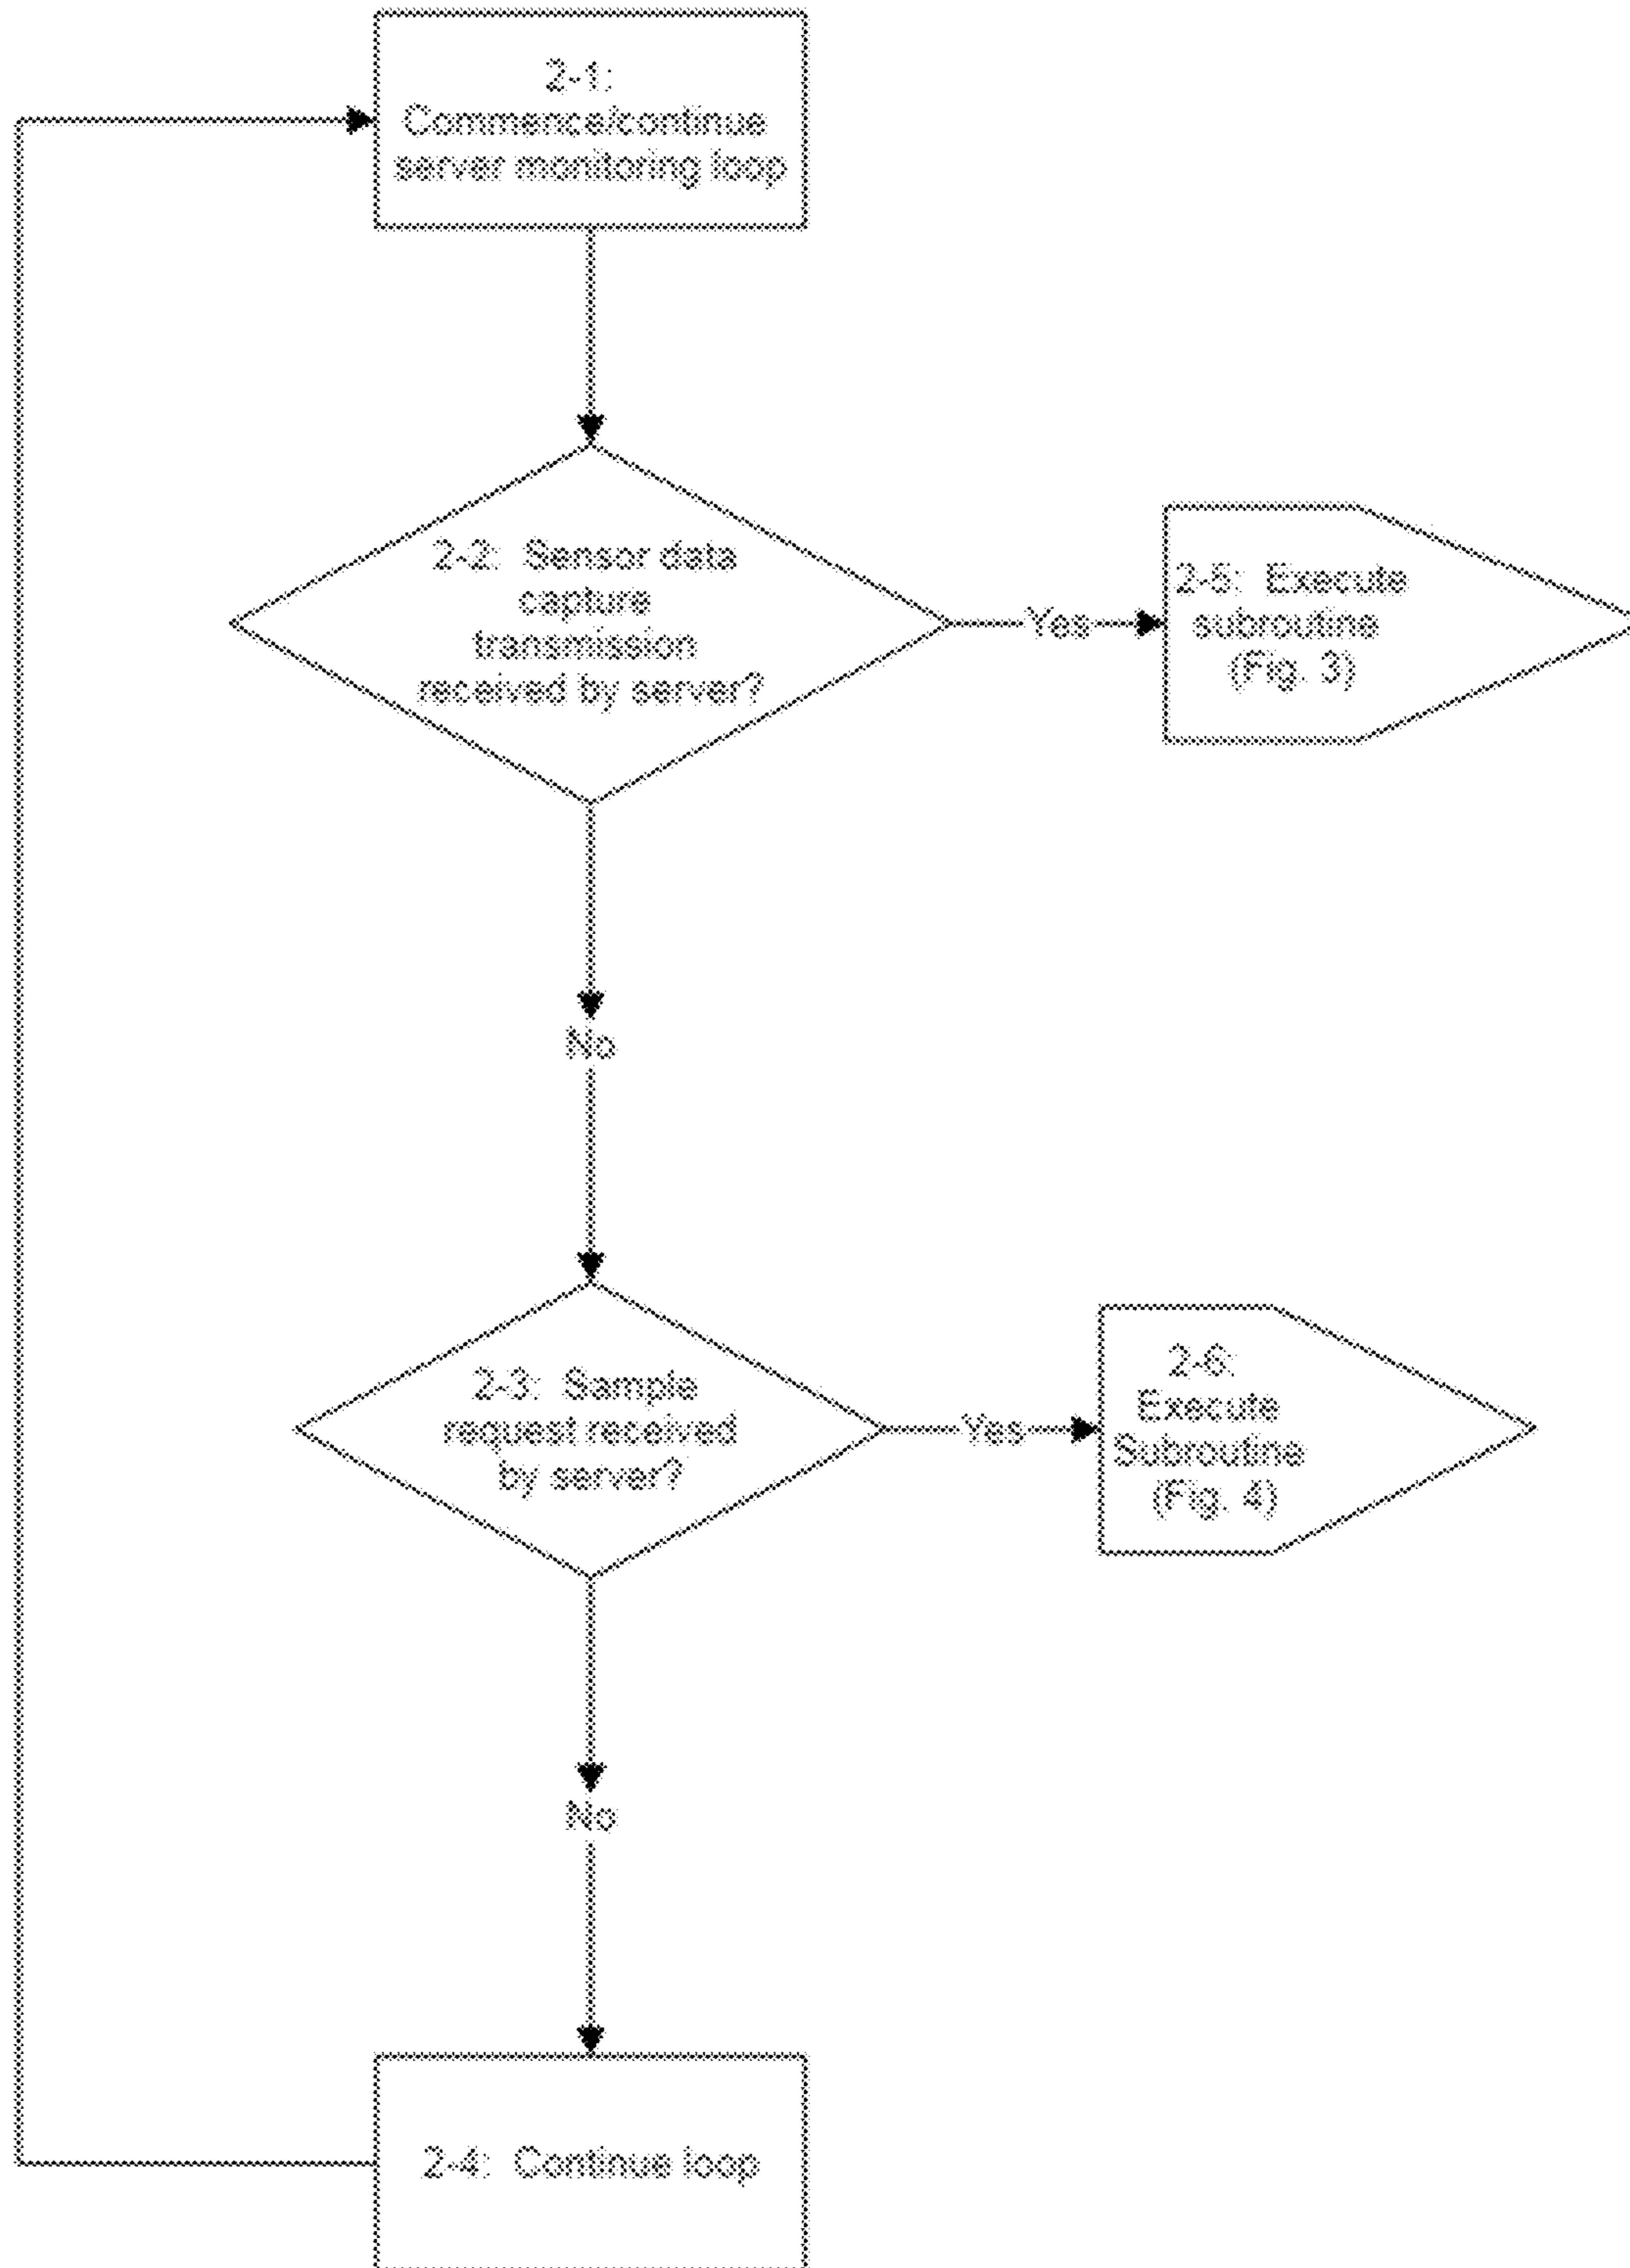 2-1:
Commence/continue
server monitoring loop
2-2: Sensor data
capture
transmission
received by server?
Yes
2-5: Execute
subroutine
(Fig. 3)
No
2-3: Sample
request received
by server?
Yes
2-6:
Execute
Subroutine
(Fig. 4)
No
2-4: Continue loop